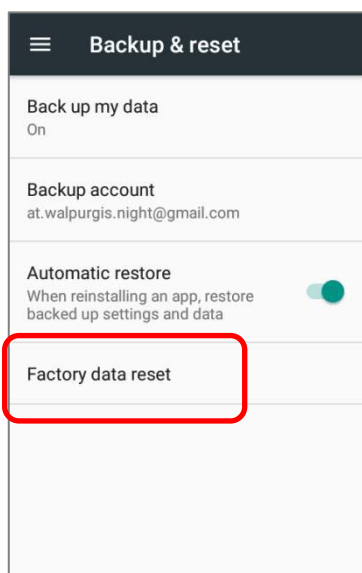 Backup & reset
Back up my data
On
Backup account
at.walpurgis.night@gmail.com
Automatic restore
When reinstalling an app, restore
backed up settings and data
Factory data reset